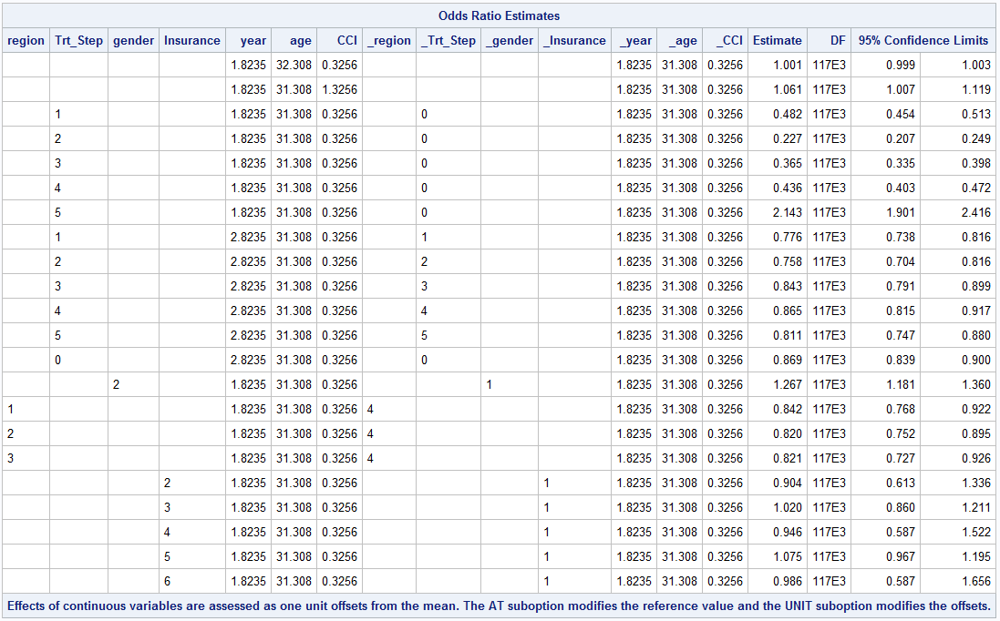 Odds Ratio Estimates
region Trt_Step gender Insurance year age CCI _region _Trt_Step _gender _Insurance _year _age _CCI Estimate DF 95% Confidence Limits
1.8235 32.308 0.3256 1.8235 31.308 0.3256 1.001 117E3 0.999 1.003
1.8235 31.308 1.3256 1.8235 31.308 0.3256 1.061 117E3 1.007 1.119
1 1.8235 31.308 0.3256 0 1.8235 31.308 0.3256 0.482 117E3 0.454 0.513
2 1.8235 31.308 0.3256 0 1.8235 31.308 0.3256 0.227 117E3 0.207 0.249
3 1.8235 31.308 0.3256 0 1.8235 31.308 0.3256 0.365 117E3 0.335 0.398
4 1.8235 31.308 0.3256 0 1.8235 31.308 0.3256 0.436 117E3 0.403 0.472
5 1.8235 31.308 0.3256 0 1.8235 31.308 0.3256 2.143 117E3 1.901 2.416
1 2.8235 31.308 0.3256 1 1.8235 31.308 0.3256 0.776 117E3 0.738 0.816
2 2.8235 31.308 0.3256 2 1.8235 31.308 0.3256 0.758 117E3 0.704 0.816
3 2.8235 31.308 0.3256 3 1.8235 31.308 0.3256 0.843 117E3 0.791 0.899
4 2.8235 31.308 0.3256 4 1.8235 31.308 0.3256 0.865 117E3 0.815 0.917
5 2.8235 31.308 0.3256 5 1.8235 31.308 0.3256 0.811 117E3 0.747 0.880
0 2.8235 31.308 0.3256 0 1.8235 31.308 0.3256 0.869 117E3 0.839 0.900
2 1.8235 31.308 0.3256 1 1.8235 31.308 0.3256 1.267 117E3 1.181 1.360
1 1.8235 31.308 0.3256 4 1.8235 31.308 0.3256 0.842 117E3 0.768 0.922
2 1.8235 31.308 0.3256 4 1.8235 31.308 0.3256 0.820 117E3 0.752 0.895
3 1.8235 31.308 0.3256 4 1.8235 31.308 0.3256 0.821 117E3 0.727 0.926
2 1.8235 31.308 0.3256 1 1.8235 31.308 0.3256 0.904 117E3 0.613 1.336
3 1.8235 31.308 0.3256 1 1.8235 31.308 0.3256 1.020 117E3 0.860 1.211
4 1.8235 31.308 0.3256 1 1.8235 31.308 0.3256 0.946 117E3 0.587 1.522
5 1.8235 31.308 0.3256 1 1.8235 31.308 0.3256 1.075 117E3 0.967 1.195
6 1.8235 31.308 0.3256 1 1.8235 31.308 0.3256 0.986 117E3 0.587 1.656
Effects of continuous variables are assessed as one unit offsets from the mean. The AT suboption modifies the reference value and the UNIT suboption modifies the offsets.